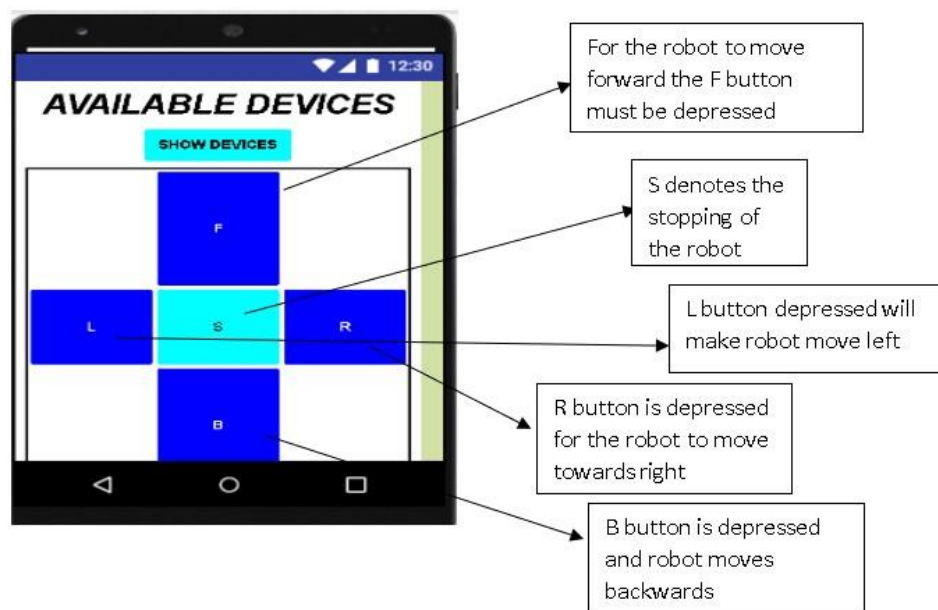 12:30
AVAILABLE DEVICES
SHOW DEVICES
F
L
S
R
B
For the robot to move
forward the F button
must be depressed
S denotes the
stopping of
the robot
L button depressed will
make robot move left
R button is depressed
for the robot to move
towards right
B button is depressed
and robot moves
backwards